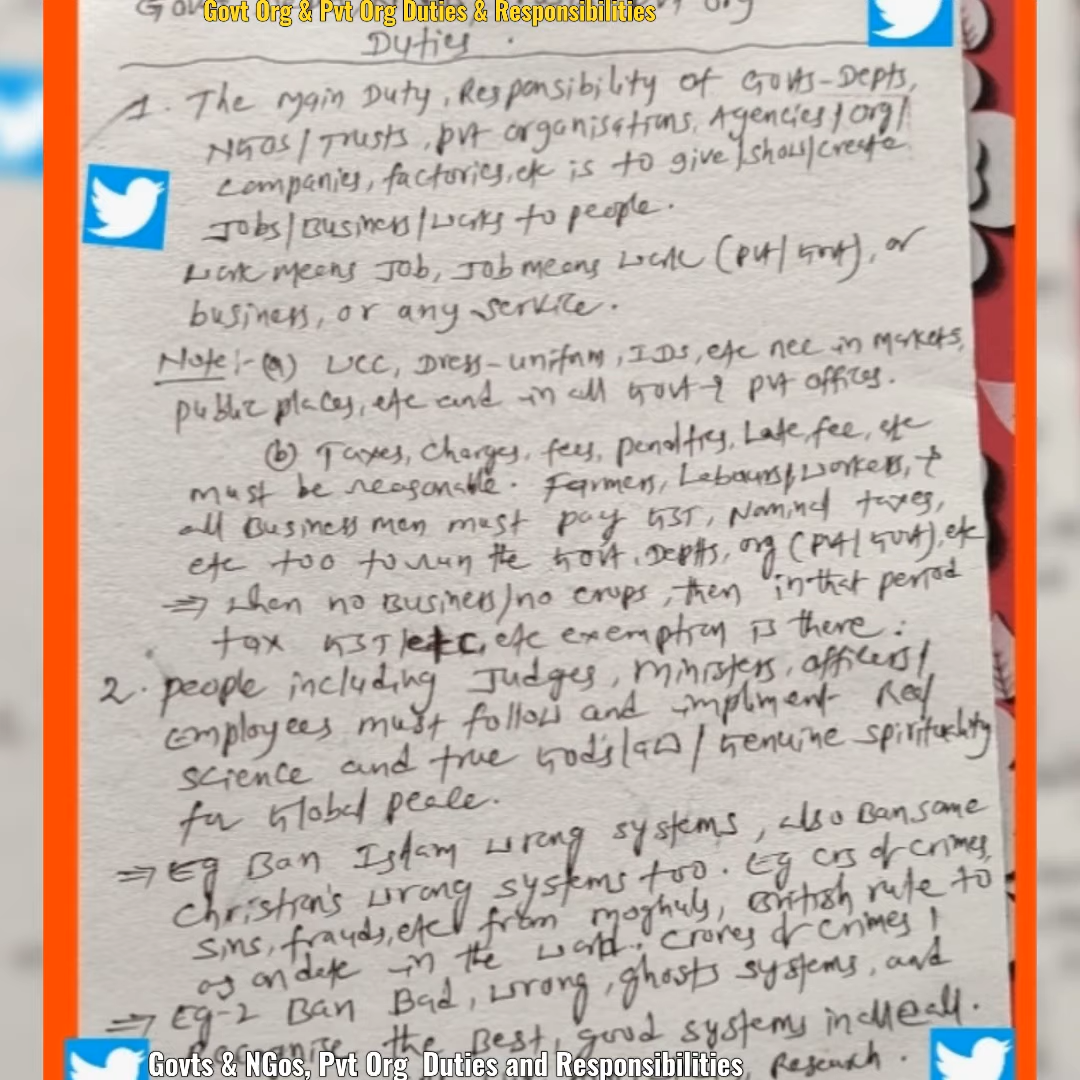 Govt Org & Pvt Org Duties & Responsibilities
Org
Duties .
1. The main Duty, Responsibility of Govts-Depts,
NGOs/Trusts, pvt organisations, Agencies/org/
companies, factories, etc is to give/show/create
Jobs/Business/works to people.
work means Job, Job means work (pvt/govt), or
business, or any service.
Note:- (a) UCC, Dress-uniform, IDs, etc nec in markets,
public places, etc and in all Govt & pvt offices.
(b) Taxes, charges, fees, penalties, Late fee, etc
must be reasonable. Farmers, Labours/workers, &
all Business men must pay GST, Nominal taxes,
etc too to run the Govt. Depts, org (pvt/Govt), etc
⇒ when no Business/no crops, then in that period
tax GST/etc, etc exemption is there.
2. people including Judges, Ministers, officers/
employees must follow and impliment Real
science and true Gods/ / Genuine spirituality
for Global peace.
⇒ Eg Ban Islam wrong systems, also Ban some
christian's wrong systems too. Eg crs of crimes,
sins, frauds, etc from moghuls, British rule to
as on date in the world. crores of crimes!
⇒ Eg-2 Ban Bad, wrong, ghosts systems, and
the Best, good systems in
Research.
Govts & NGos, Pvt Org Duties and Responsibilities